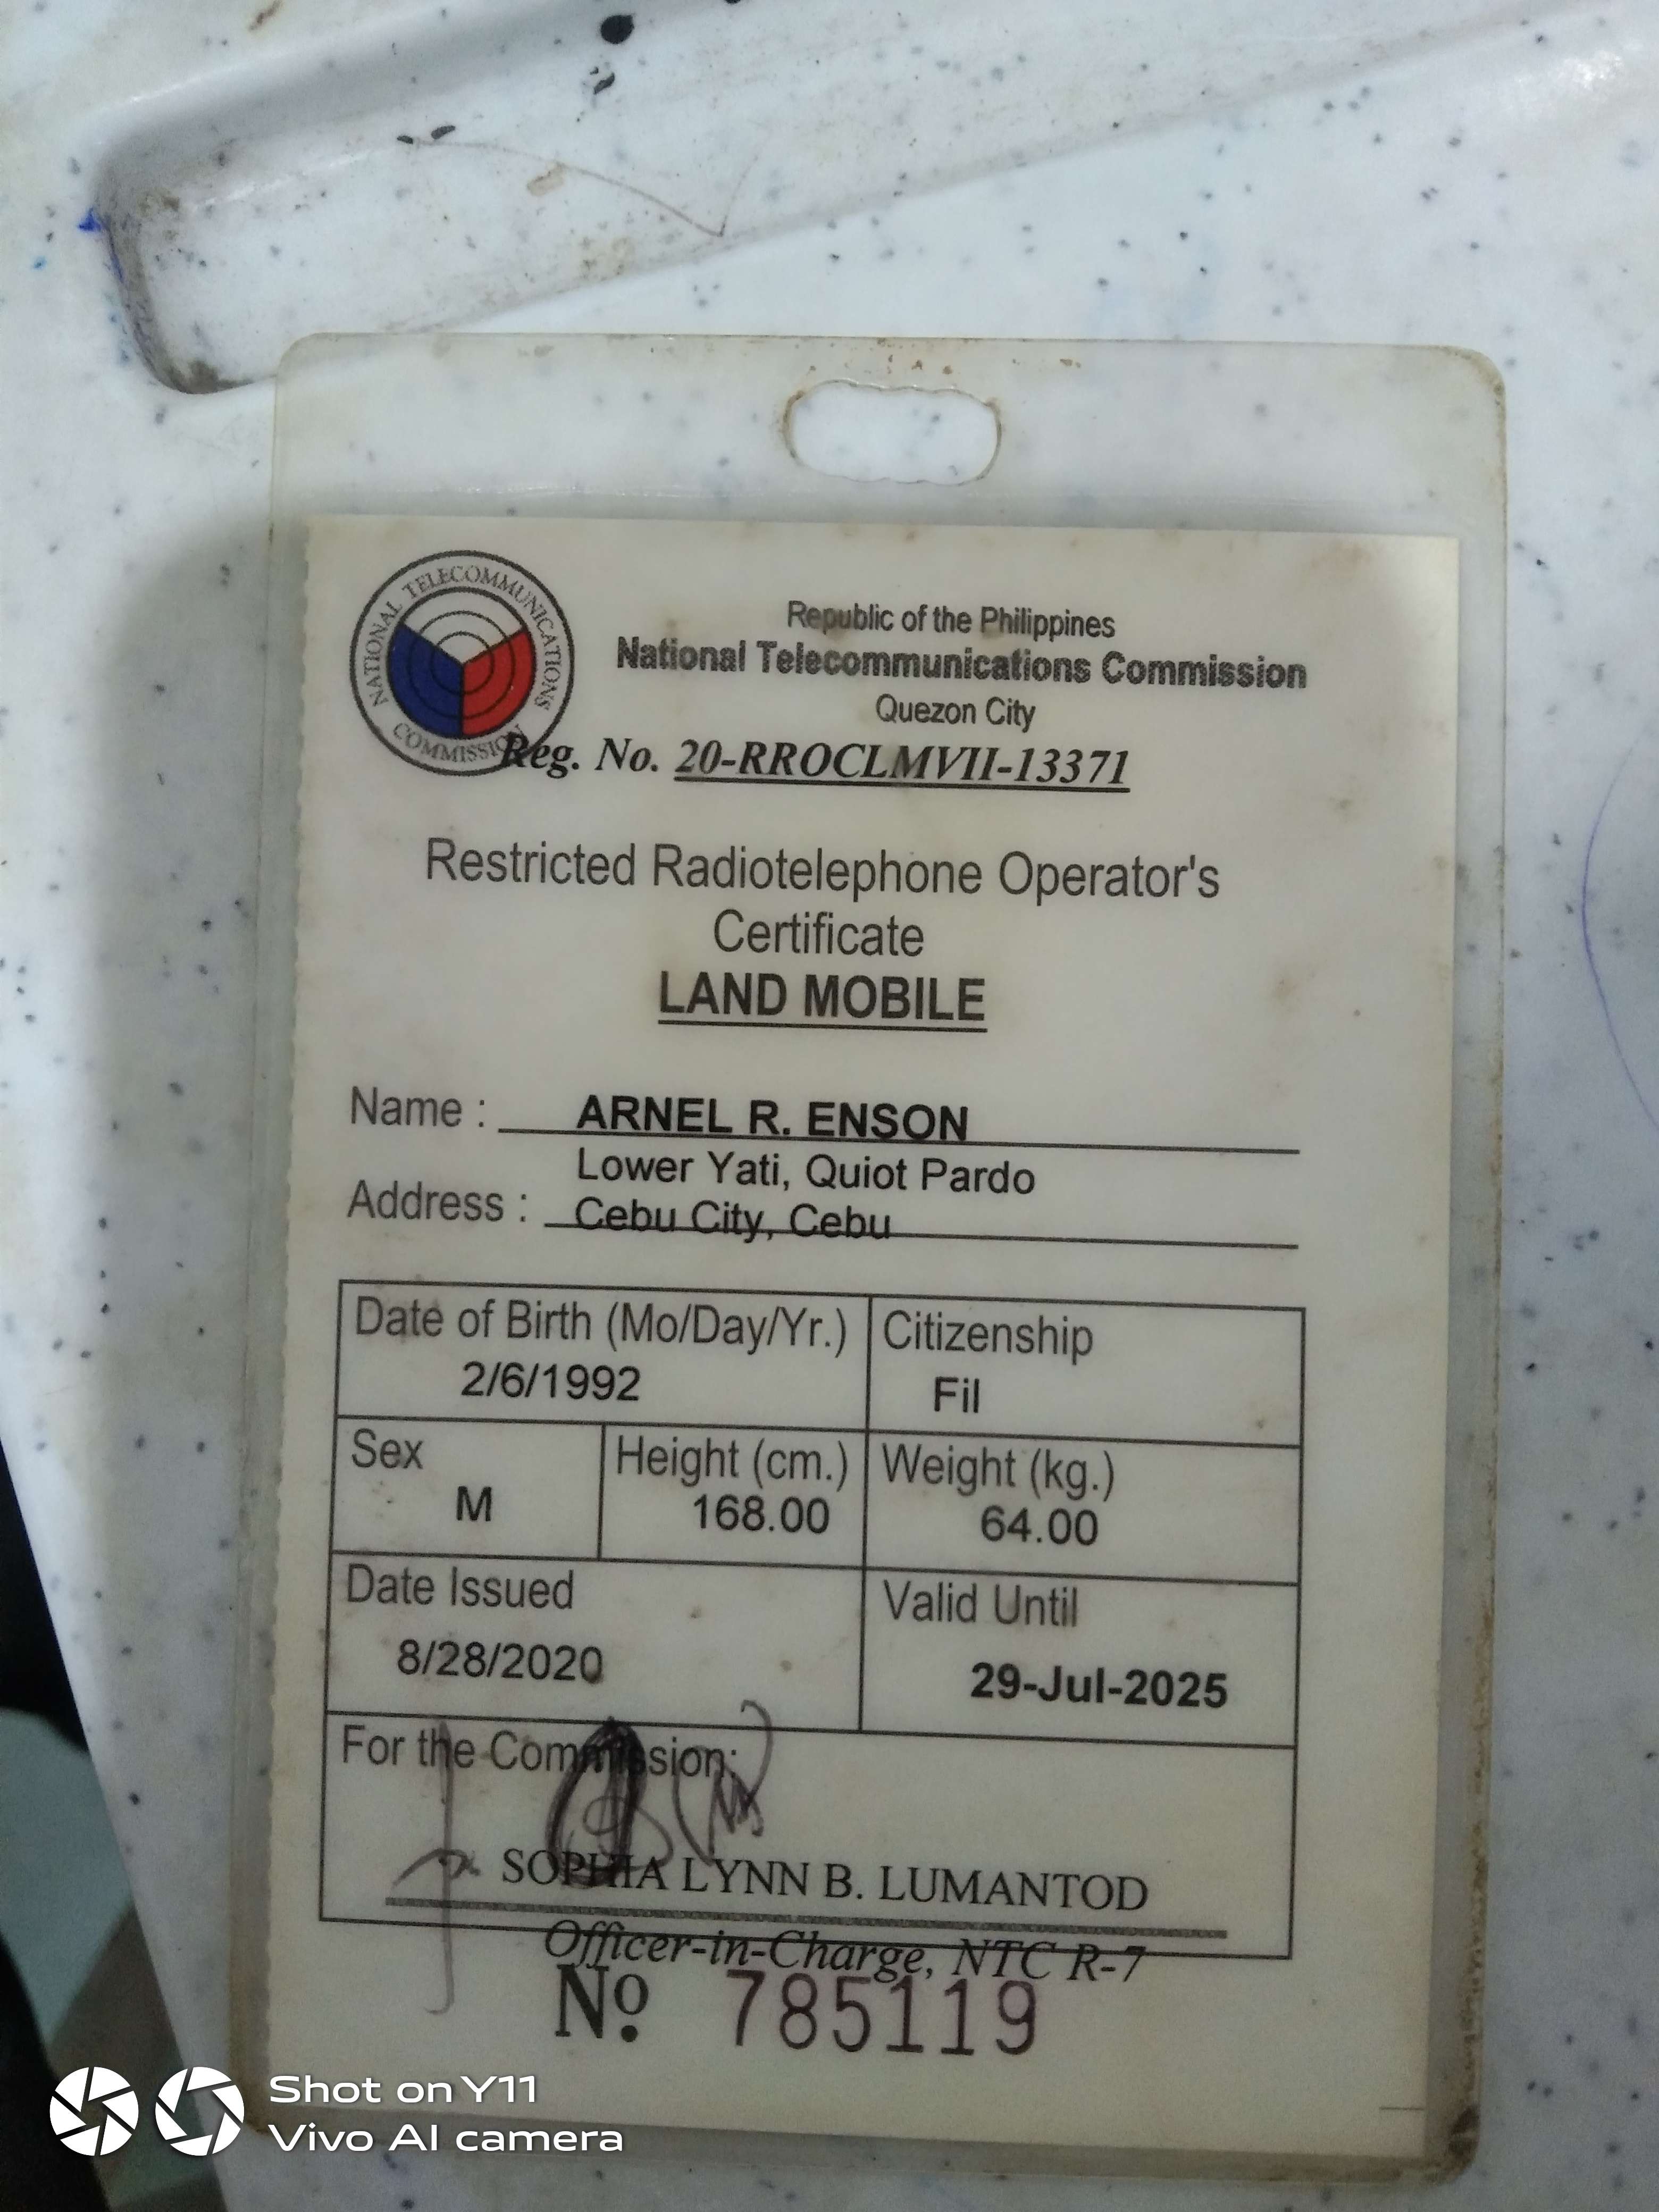 NATIONAL TELECOMMUNICATIONS COMMISSION
Republic of the Philippines
National Telecommunications Commission
Quezon City
Reg. No. 20-RROCLMVII-13371
Restricted Radiotelephone Operator's
Certificate
LAND MOBILE
Name : ARNEL R. ENSON
Lower Yati, Quiot Pardo
Address : Cebu City, Cebu
Date of Birth (Mo/Day/Yr.) Citizenship
2/6/1992 Fil
Sex Height (cm.) Weight (kg.)
M 168.00 64.00
Date Issued Valid Until
8/28/2020 29-Jul-2025
For the Commission:
SOPHIA LYNN B. LUMANTOD
Officer-in-Charge, NTC R-7
No. 785119
Shot on Y11
Vivo AI camera